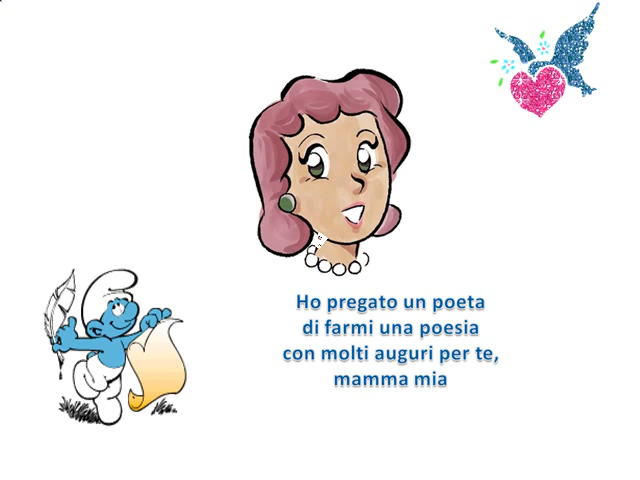 Ho pregato un poeta
di farmi una poesia
con molti auguri per te,
mamma mia